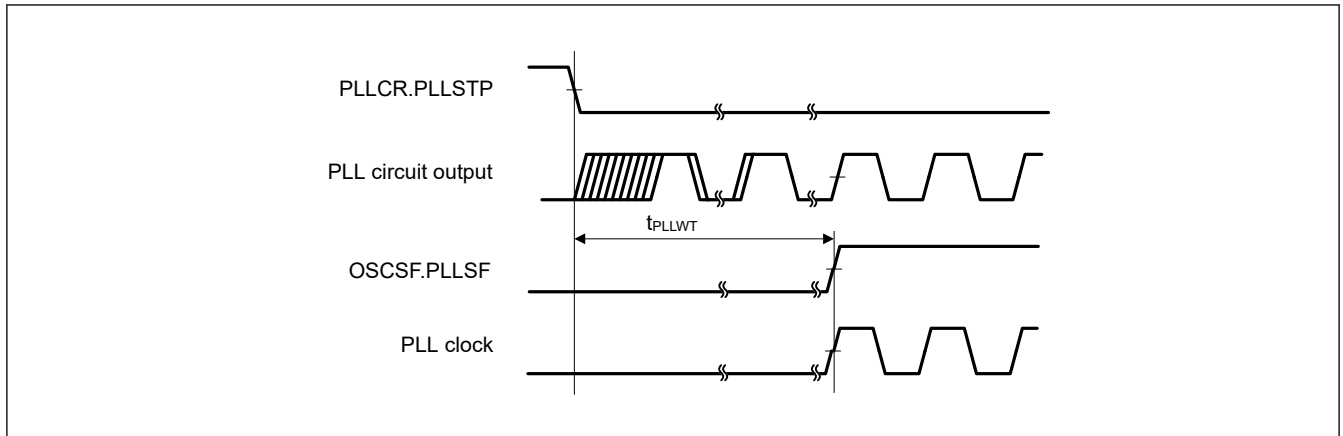 PLLCR.PLLSTP
PLL circuit output
tPLLWT
OSCSF.PLLSF
PLL clock